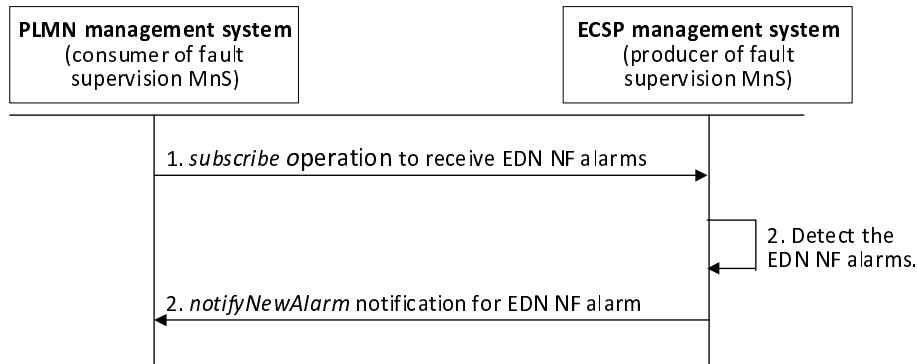 PLMN management system
(consumer of fault
supervision MnS)
ECSP management system
(producer of fault
supervision MnS)
1. subscribe operation to receive EDN NF alarms
2. Detect the
EDN NF alarms.
2. notifyNewAlarm notification for EDN NF alarm